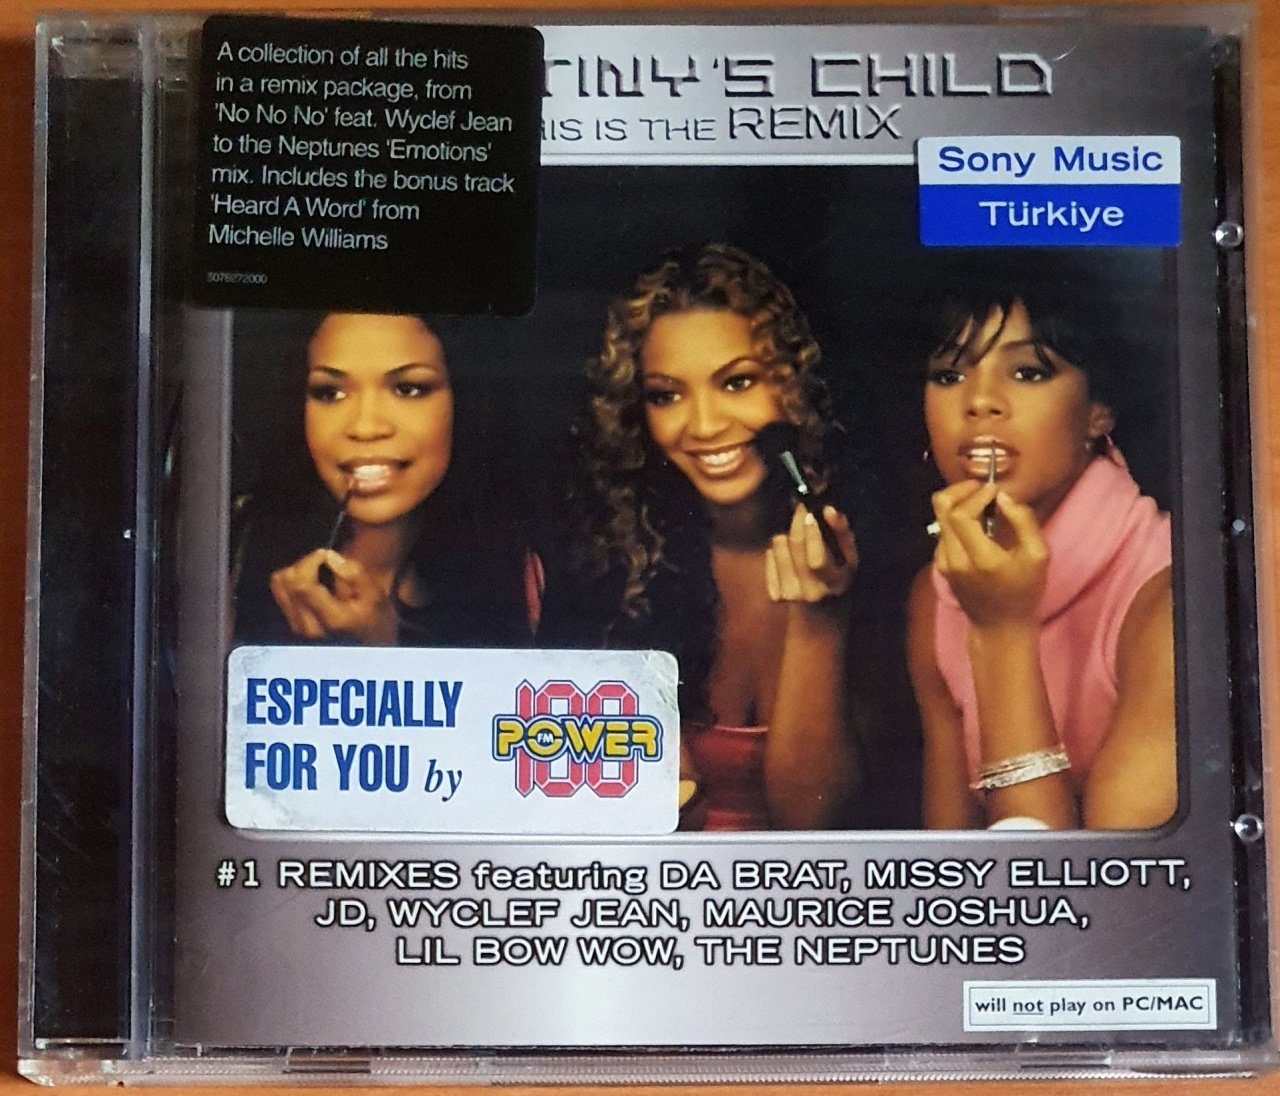 A collection of all the hits
in a remix package, from
'No No No' feat. Wyclef Jean
to the Neptunes 'Emotions'
mix. Includes the bonus track
'Heard A Word' from
Michelle Williams
5076272000
TINY'S CHILD
IS IS THE REMIX
Sony Music
Türkiye
ESPECIALLY
FOR YOU by
100
POWER
FM
100
#1 REMIXES featuring DA BRAT, MISSY ELLIOTT,
JD, WYCLEF JEAN, MAURICE JOSHUA,
LIL BOW WOW, THE NEPTUNES
will not play on PC/MAC